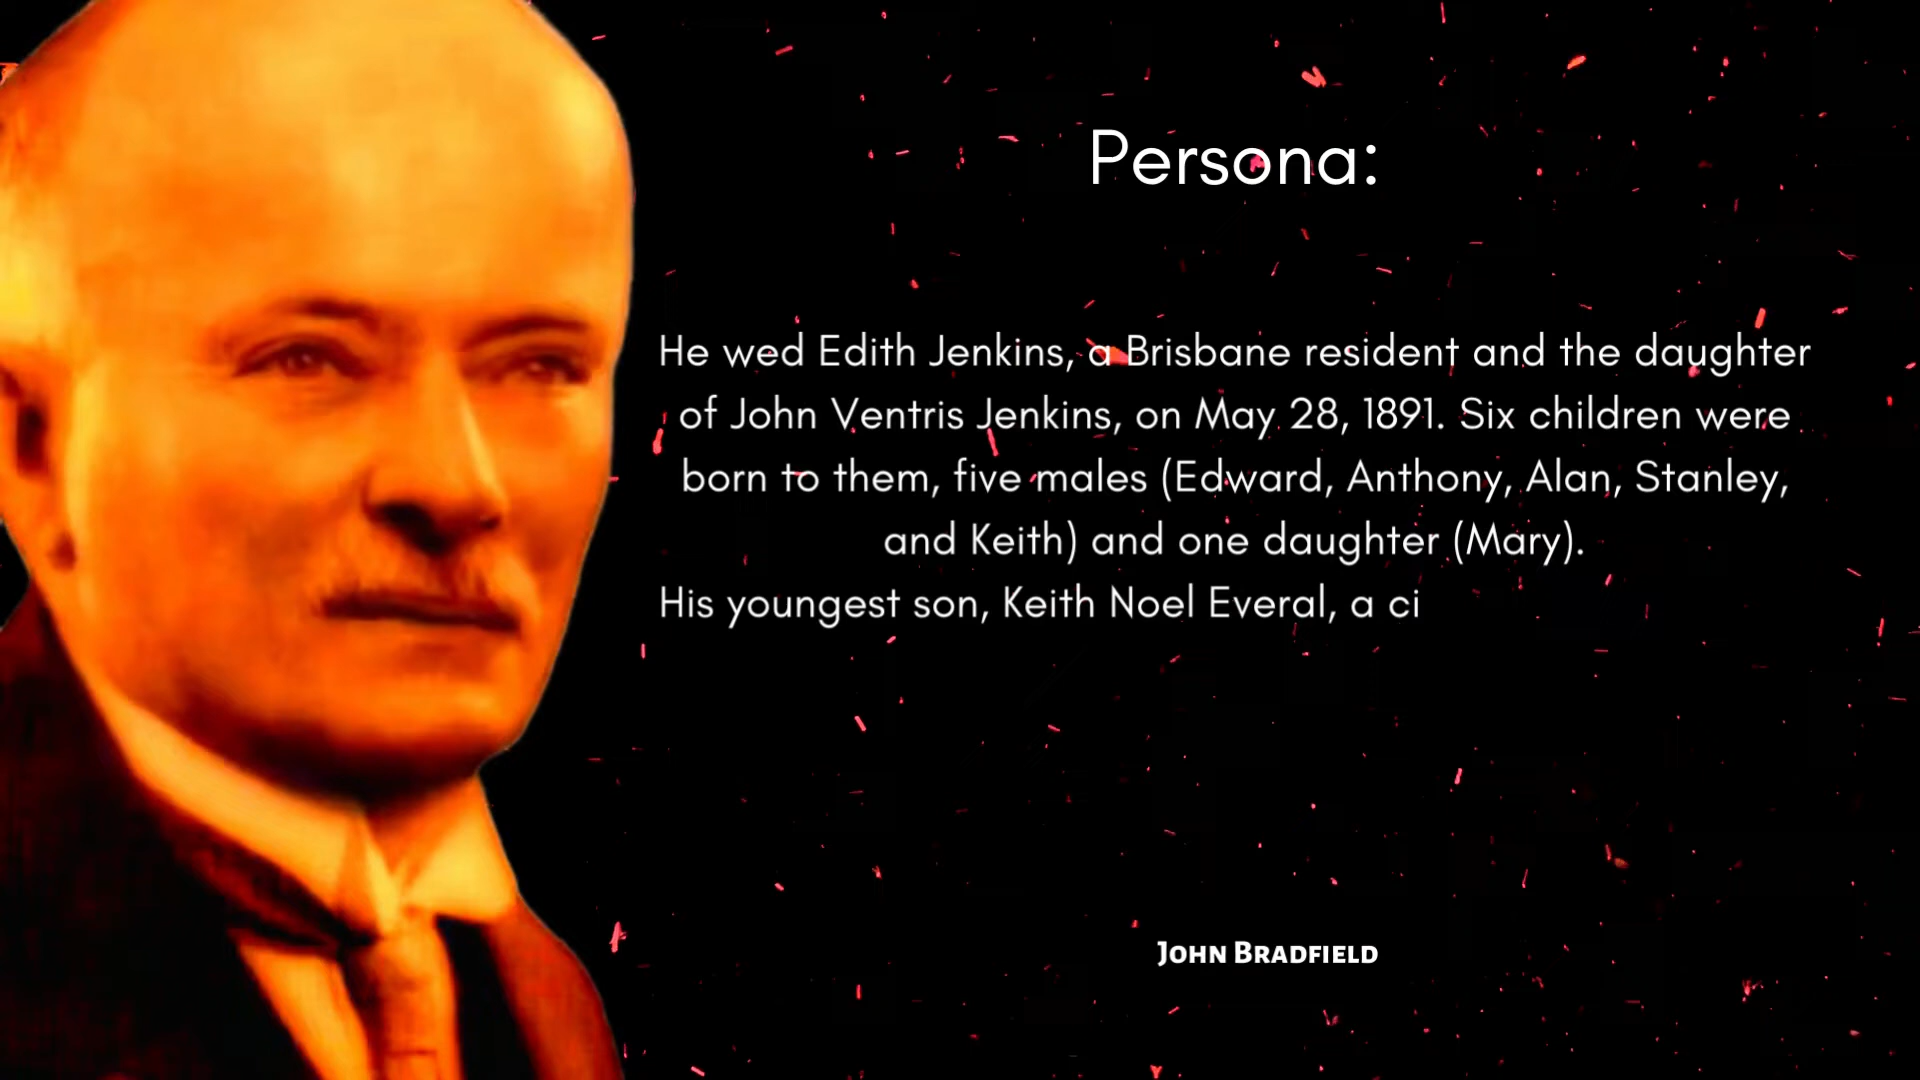 Persona:
He wed Edith Jenkins, a Brisbane resident and the daughter
of John Ventris Jenkins, on May 28, 1891. Six children were
born to them, five males (Edward, Anthony, Alan, Stanley,
and Keith) and one daughter (Mary).
His youngest son, Keith Noel Everal, a ci
John Bradfield